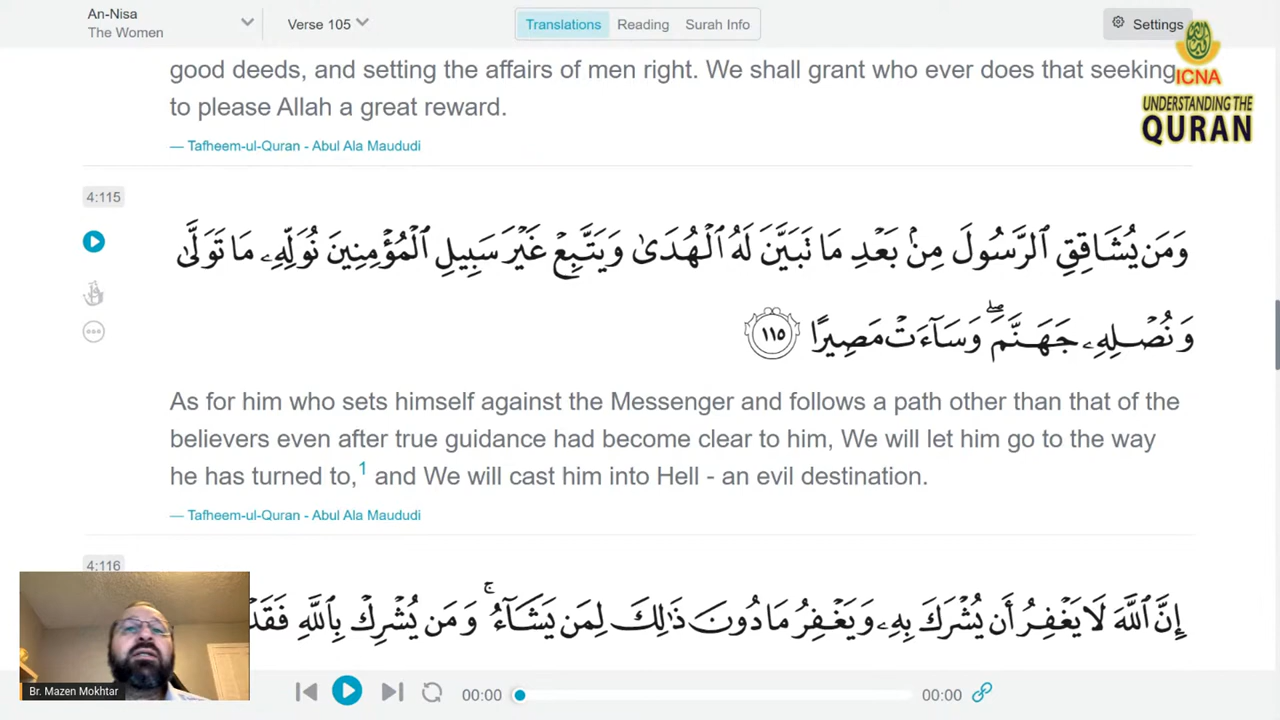 An-Nisa
The Women
Verse 105
Translations
Reading
Surah Info
Settings
ICNA
UNDERSTANDING THE
QURAN
good deeds, and setting the affairs of men right. We shall grant who ever does that seeking
to please Allah a great reward.
— Tafheem-ul-Quran - Abul Ala Maududi
4:115
وَمَن يُشَاقِقِ ٱلرَّسُولَ مِنۢ بَعْدِ مَا تَبَيَّنَ لَهُ ٱلْهُدَىٰ وَيَتَّبِعْ غَيْرَ سَبِيلِ ٱلْمُؤْمِنِينَ نُوَلِّهِۦ مَا تَوَلَّىٰ
وَنُصْلِهِۦ جَهَنَّمَ ۖ وَسَآءَتْ مَصِيرًا ١١٥
As for him who sets himself against the Messenger and follows a path other than that of the
believers even after true guidance had become clear to him, We will let him go to the way
he has turned to,1 and We will cast him into Hell - an evil destination.
— Tafheem-ul-Quran - Abul Ala Maududi
4:116
إِنَّ ٱللَّهَ لَا يَغْفِرُ أَن يُشْرَكَ بِهِۦ وَيَغْفِرُ مَا دُونَ ذَٰلِكَ لِمَن يَشَآءُ ۚ وَمَن يُشْرِكْ بِٱللَّهِ فَقَدْ
Br. Mazen Mokhtar
00:00
00:00